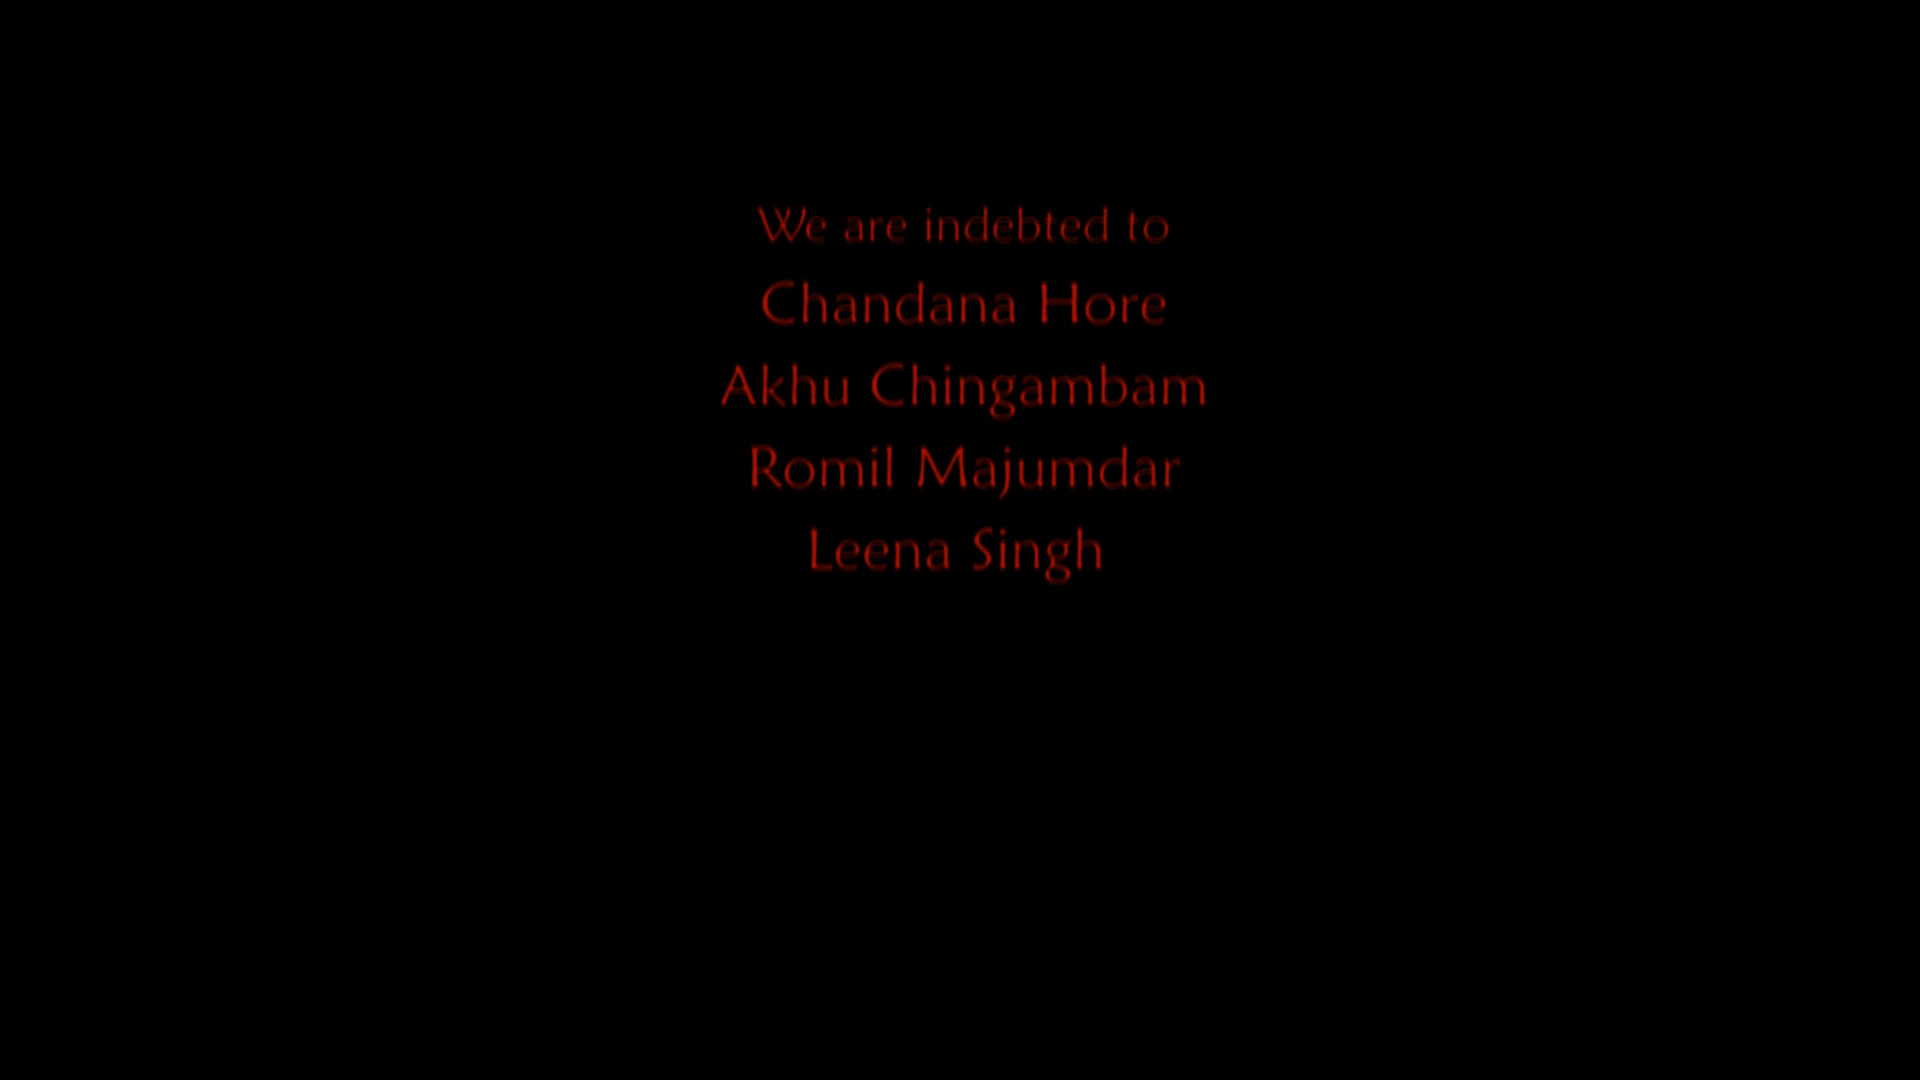 We are indebted to
Chandana Hore
Akhu Chingambam
Romil Majumdar
Leena Singh